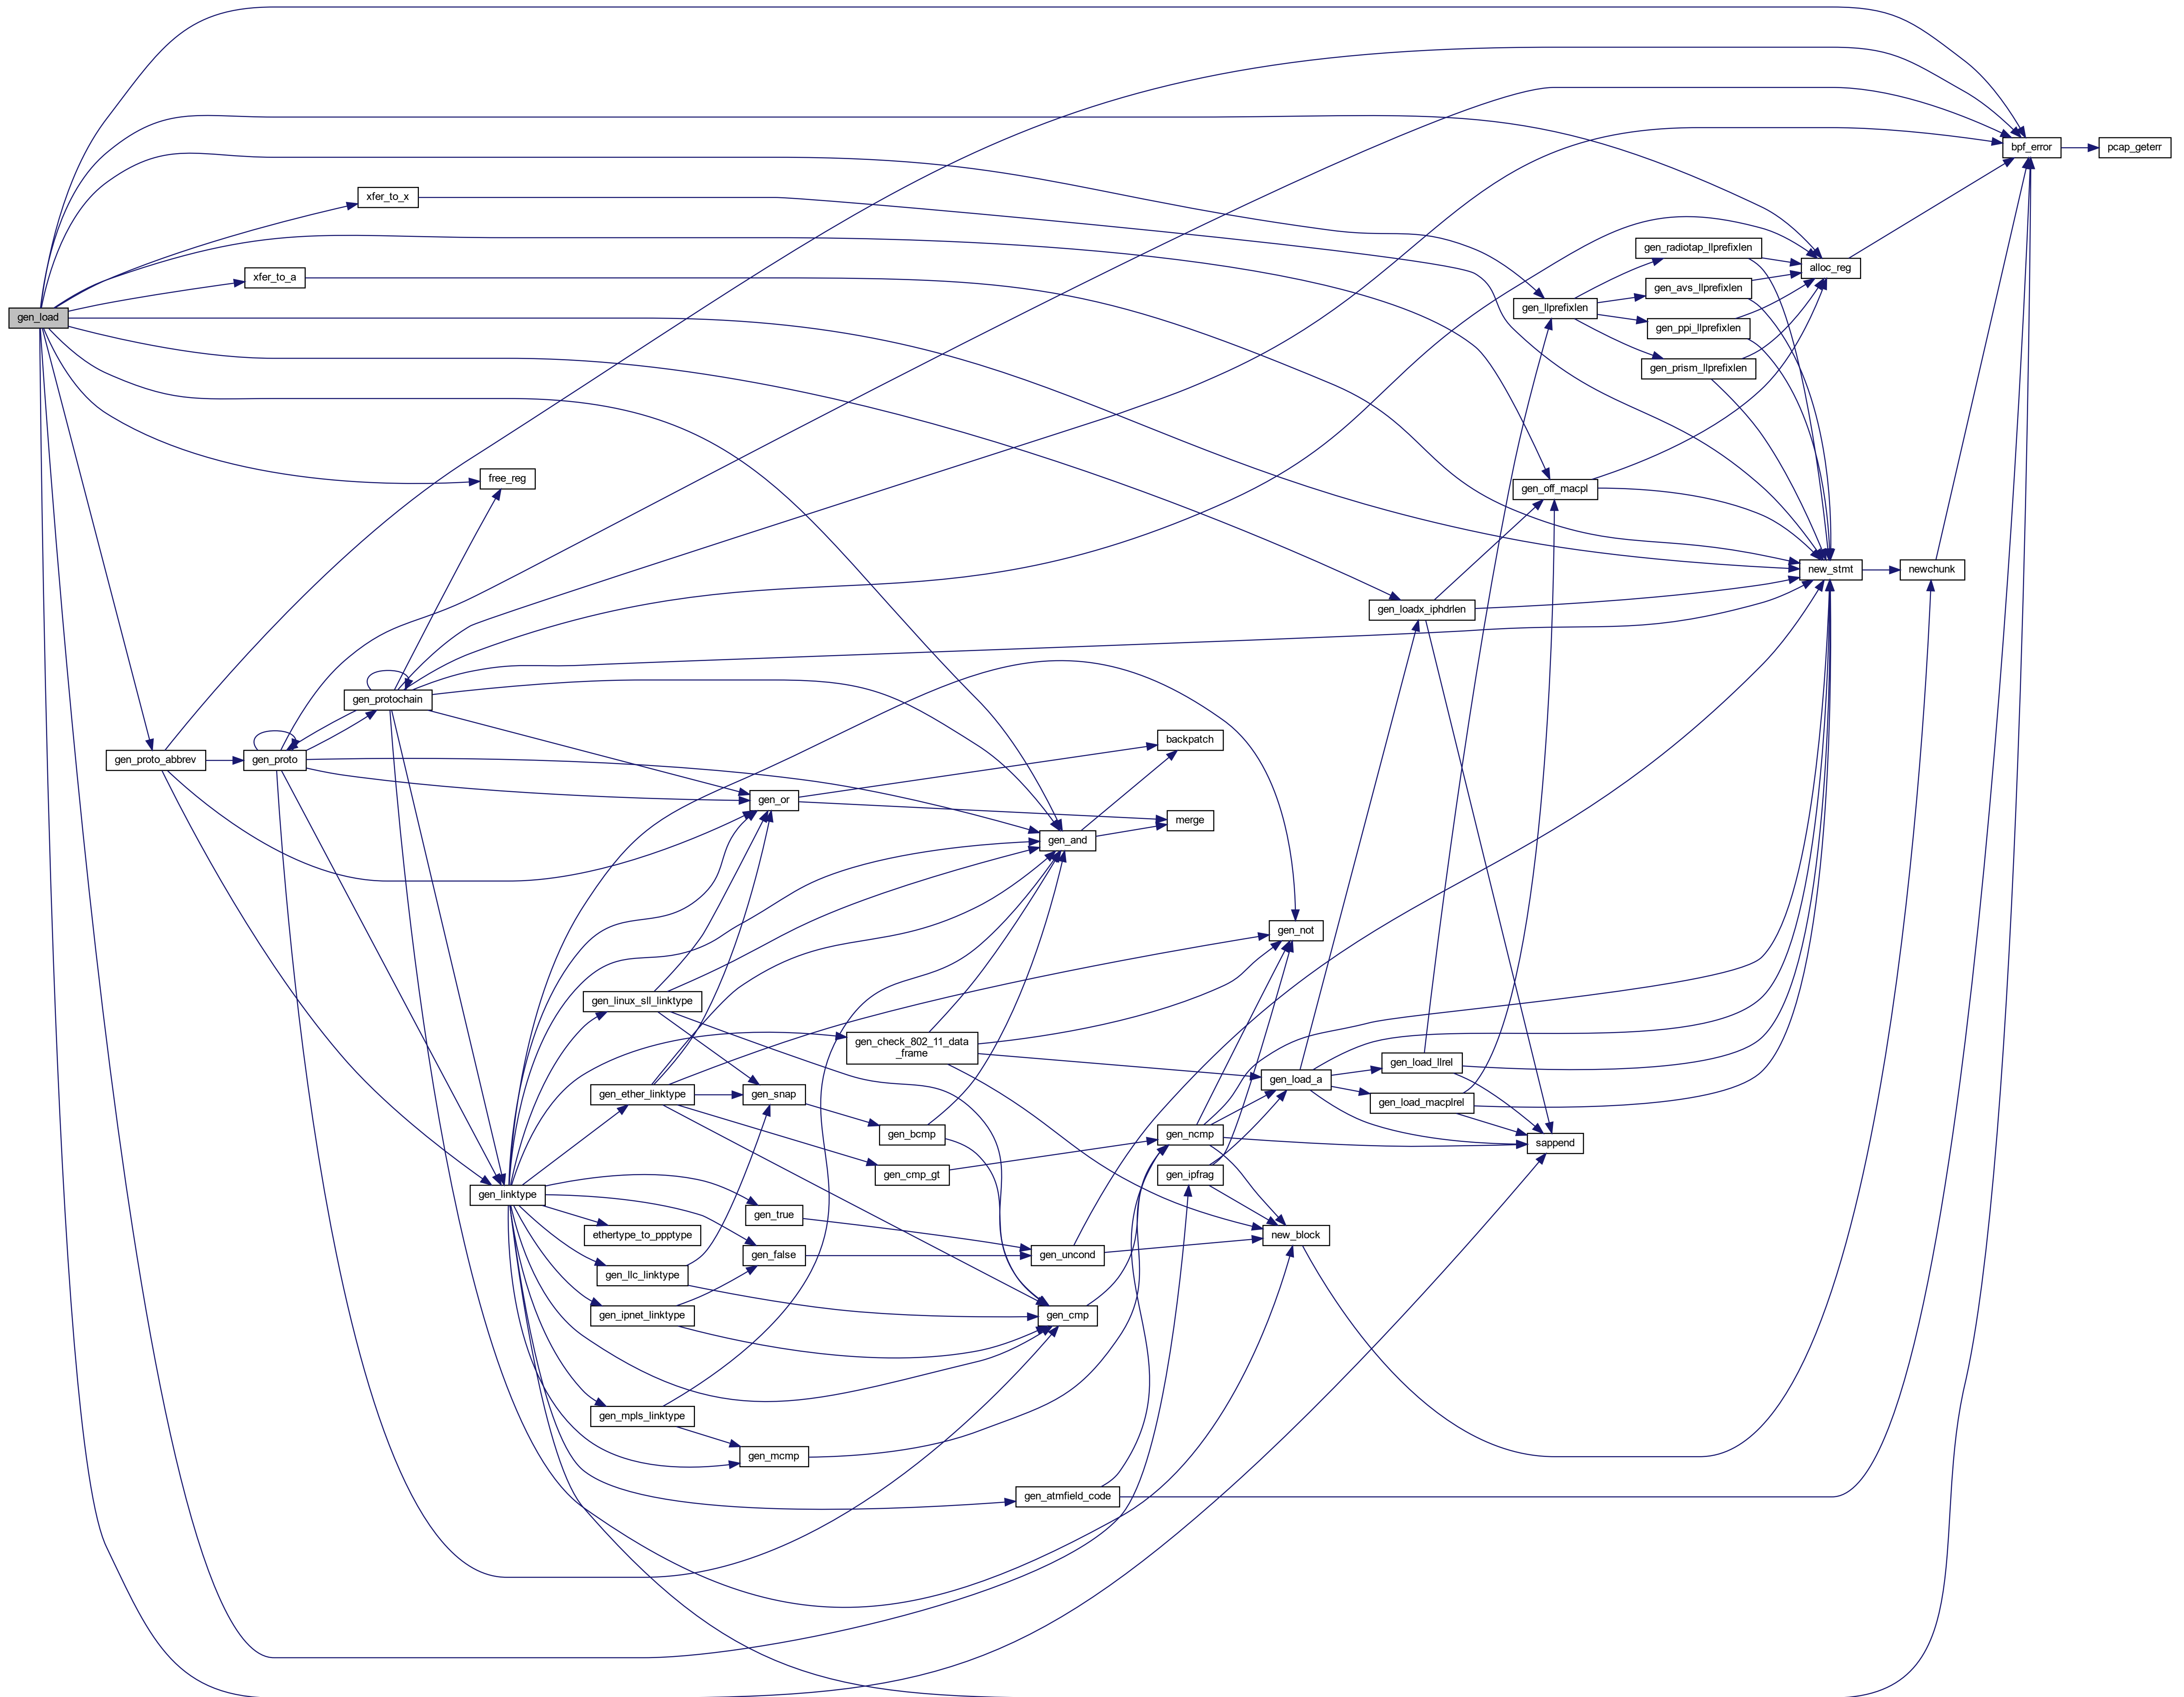 bpf_error
pcap_geterr
xfer_to_x
gen_radiotap_llprefixlen
alloc_reg
xfer_to_a
gen_avs_llprefixlen
gen_load
gen_llprefixlen
gen_ppi_llprefixlen
gen_prism_llprefixlen
free_reg
gen_off_macpl
new_stmt
newchunk
gen_loadx_iphdrlen
gen_protochain
backpatch
gen_proto_abbrev
gen_proto
gen_or
merge
gen_and
gen_not
gen_linux_sll_linktype
gen_check_802_11_data
_frame
gen_load_llrel
gen_load_a
gen_ether_linktype
gen_snap
gen_load_macplrel
gen_bcmp
gen_ncmp
sappend
gen_cmp_gt
gen_ipfrag
gen_linktype
gen_true
ethertype_to_ppptype
new_block
gen_false
gen_uncond
gen_llc_linktype
gen_ipnet_linktype
gen_cmp
gen_mpls_linktype
gen_mcmp
gen_atmfield_code